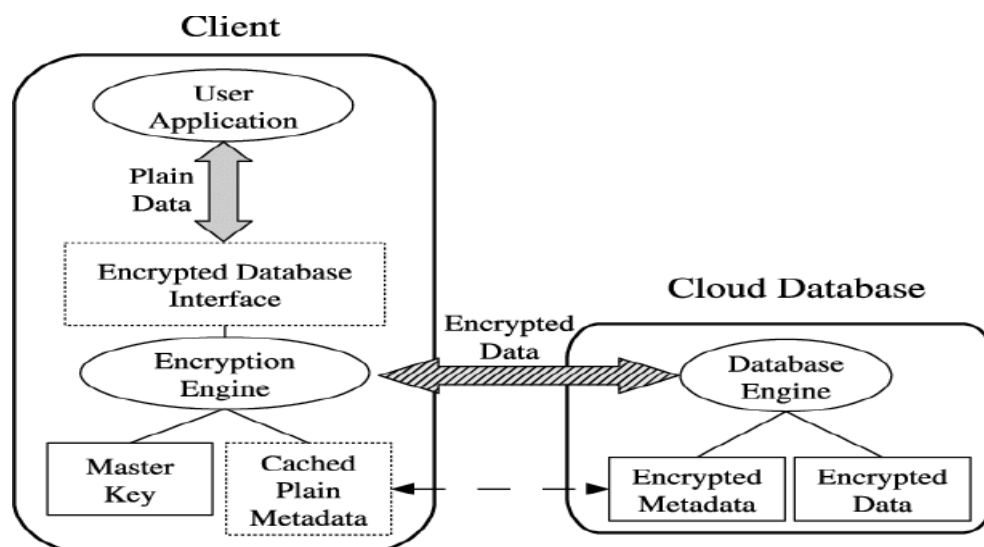 Client
User
Application
Plain
Data
Encrypted Database
Interface
Encryption
Engine
Master
Key
Cached
Plain
Metadata
Encrypted
Data
Cloud Database
Database
Engine
Encrypted
Metadata
Encrypted
Data